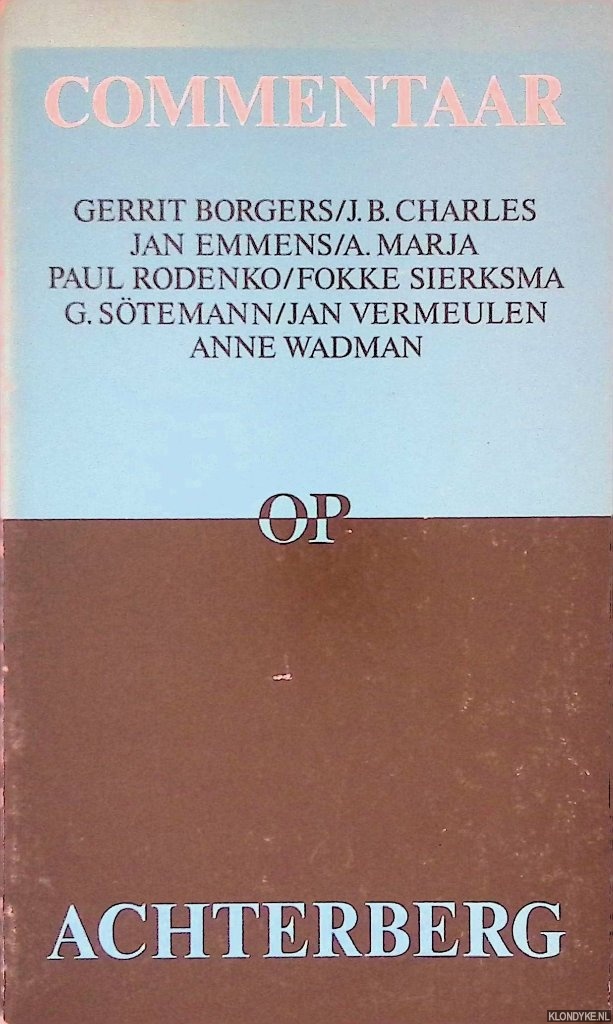 COMMENTAAR
GERRIT BORGERS/J.B. CHARLES
JAN EMMENS/A. MARJA
PAUL RODENKO/FOKKE SIERKSMA
G. SÖTEMANN/JAN VERMEULEN
ANNE WADMAN
OP
ACHTERBERG
KLONDYKE.NL